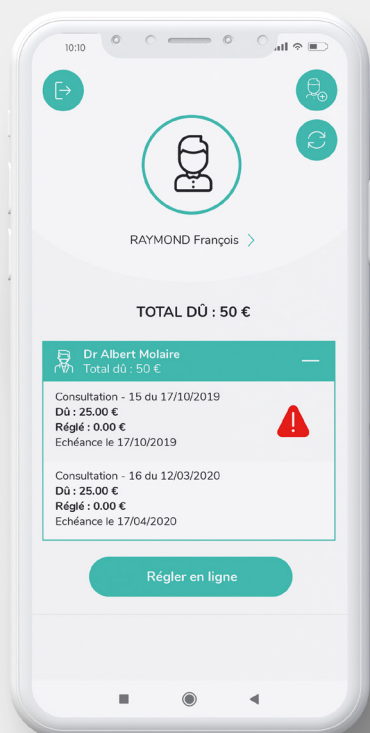 10:10
RAYMOND François
TOTAL DÛ : 50 €
Dr Albert Molaire
Total dû : 50 €
Consultation - 15 du 17/10/2019
Dû : 25.00 €
Réglé : 0.00 €
Echéance le 17/10/2019
Consultation - 16 du 12/03/2020
Dû : 25.00 €
Réglé : 0.00 €
Echéance le 17/04/2020
Régler en ligne